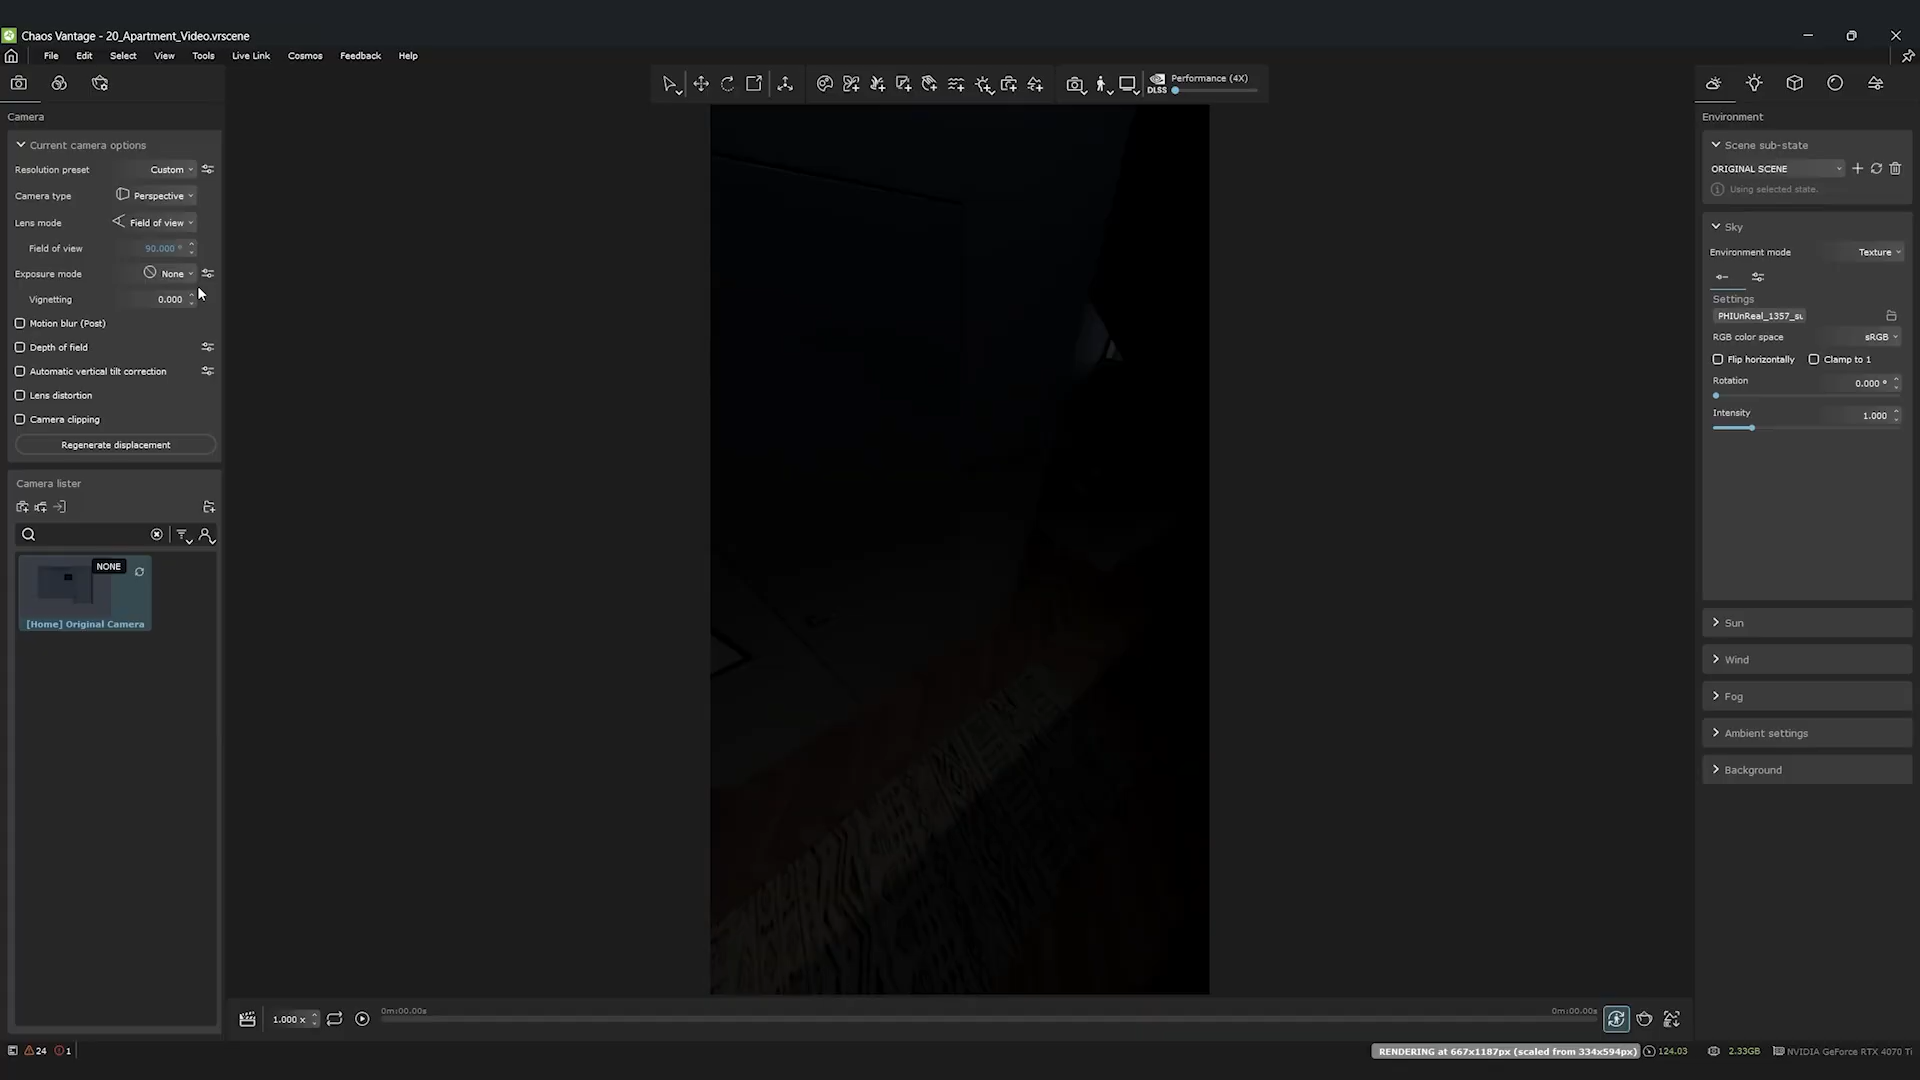 Chaos Vantage - 20_Apartment_Video.vrscene
File Edit Select View Tools Live Link Cosmos Feedback Help
Performance (4X)
DLSS
Camera
Current camera options
Resolution preset Custom
Camera type Perspective
Lens mode Field of view
Field of view 90.000 °
Exposure mode None
Vignetting 0.000
Motion blur (Post)
Depth of field
Automatic vertical tilt correction
Lens distortion
Camera clipping
Regenerate displacement
Camera lister
NONE
[Home] Original Camera
Environment
Scene sub-state
ORIGINAL SCENE
Using selected state.
Sky
Environment mode Texture
Settings
PHIUnReal_1357_su
RGB color space sRGB
Flip horizontally Clamp to 1
Rotation 0.000 °
Intensity 1.000
Sun
Wind
Fog
Ambient settings
Background
1.000 x 0m:00.00s 0m:00.00s
24 1 RENDERING at 667x1187px (scaled from 334x594px) 124.03 2.33GB NVIDIA GeForce RTX 4070 Ti